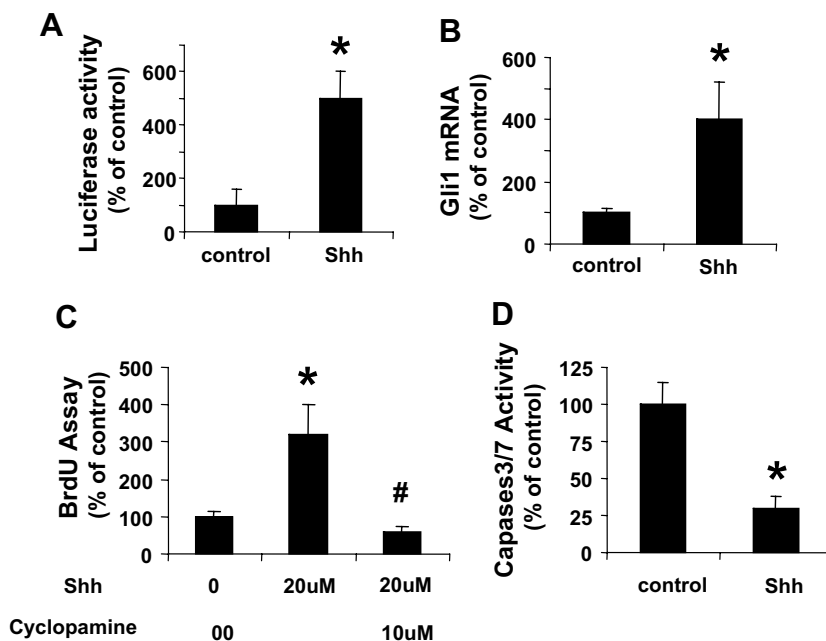 A
Luciferase activity
(% of control)
600
400
200
0
*
control
Shh
B
Gli1 mRNA
(% of control)
600
400
200
0
*
control
Shh
C
BrdU Assay
(% of control)
500
400
300
200
100
0
*
#
Shh
0
20uM
20uM
Cyclopamine
00
10uM
D
Capases3/7 Activity
(% of control)
125
100
75
50
25
0
*
control
Shh